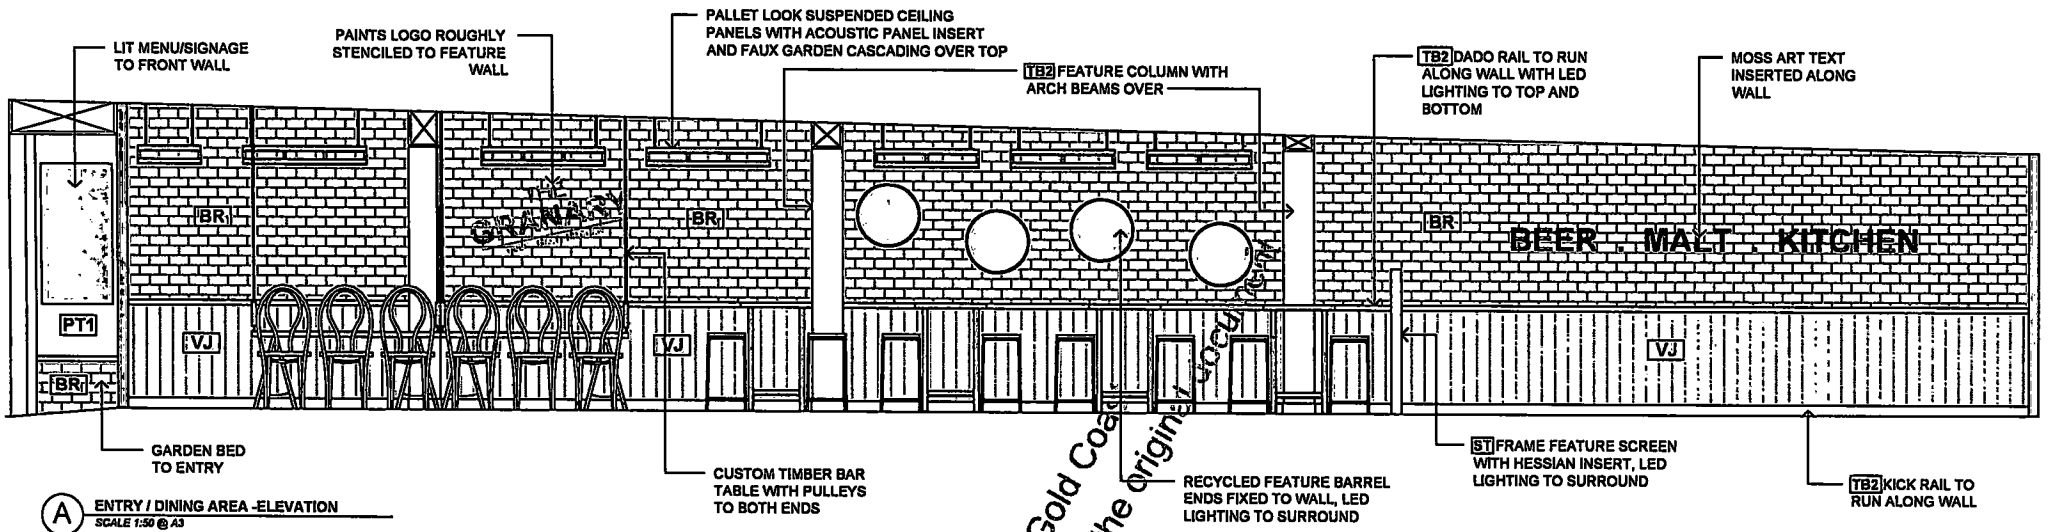 LIT MENU/SIGNAGE
TO FRONT WALL
PAINTS LOGO ROUGHLY
STENCILED TO FEATURE
WALL
PALLET LOOK SUSPENDED CEILING
PANELS WITH ACOUSTIC PANEL INSERT
AND FAUX GARDEN CASCADING OVER TOP
TB2 FEATURE COLUMN WITH
ARCH BEAMS OVER
TB2 DADO RAIL TO RUN
ALONG WALL WITH LED
LIGHTING TO TOP AND
BOTTOM
MOSS ART TEXT
INSERTED ALONG
WALL
BR
THE
GRANARY
BR
BR
BEER . MALT . KITCHEN
PT1
VJ
VJ
VJ
BR
GARDEN BED
TO ENTRY
CUSTOM TIMBER BAR
TABLE WITH PULLEYS
TO BOTH ENDS
Gold
the original
RECYCLED FEATURE BARREL
ENDS FIXED TO WALL, LED
LIGHTING TO SURROUND
ST FRAME FEATURE SCREEN
WITH HESSIAN INSERT, LED
LIGHTING TO SURROUND
TB2 KICK RAIL TO
RUN ALONG WALL
A
ENTRY / DINING AREA -ELEVATION
SCALE 1:50 @ A3